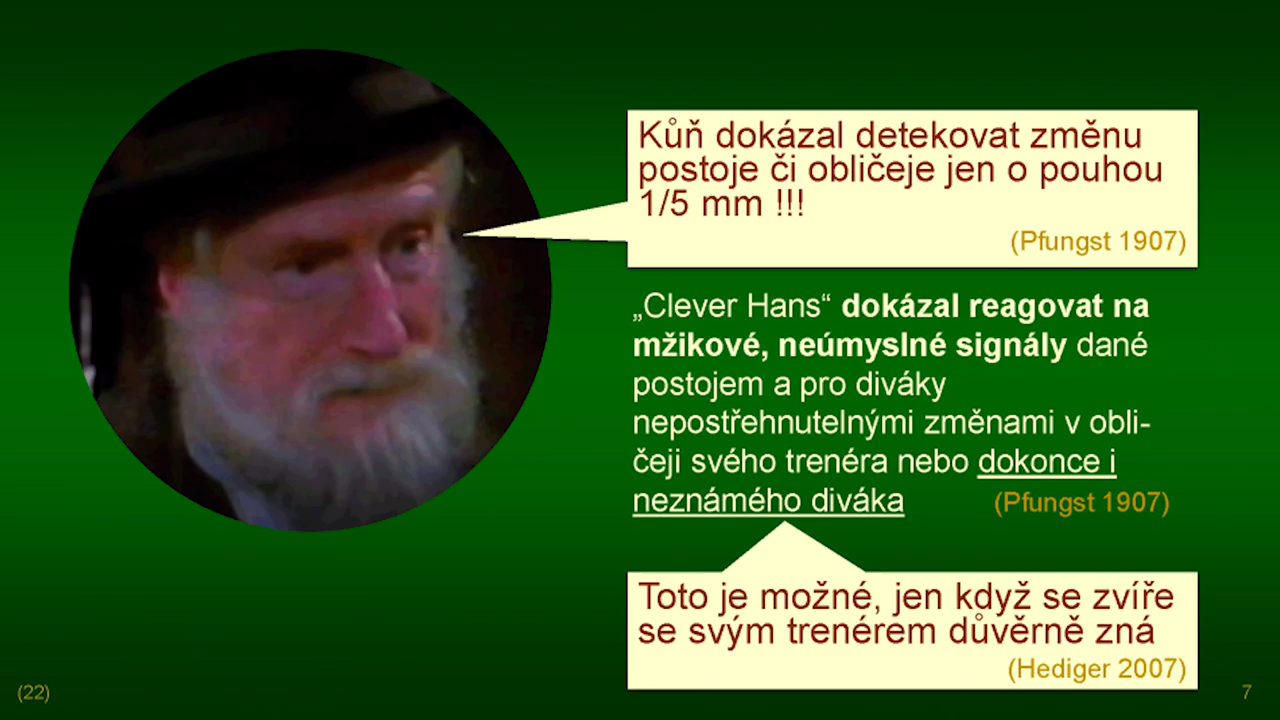 Kůň dokázal detekovat změnu
postoje či obličeje jen o pouhou
1/5 mm !!!
(Pfungst 1907)
„Clever Hans“ dokázal reagovat na
mžikové, neúmyslné signály dané
postojem a pro diváky
nepostřehnutelnými změnami v obli-
čeji svého trenéra nebo dokonce i
neznámého diváka (Pfungst 1907)
Toto je možné, jen když se zvíře
se svým trenérem důvěrně zná
(Hediger 2007)
(22)
7